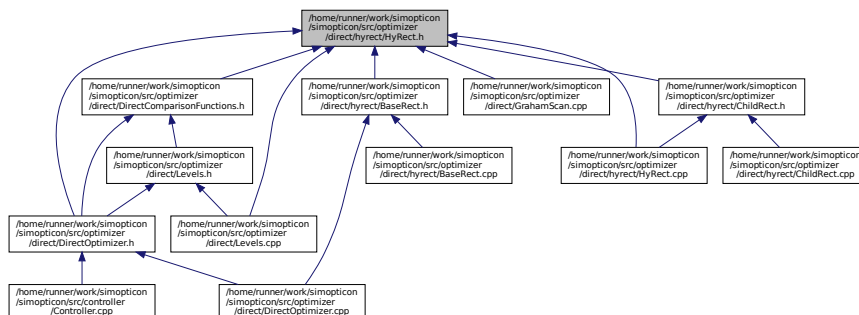 /home/runner/work/simopticon
/simopticon/src/optimizer
/direct/hyrect/HyRect.h
/home/runner/work/simopticon
/simopticon/src/optimizer
/direct/DirectComparisonFunctions.h
/home/runner/work/simopticon
/simopticon/src/optimizer
/direct/hyrect/BaseRect.h
/home/runner/work/simopticon
/simopticon/src/optimizer
/direct/GrahamScan.cpp
/home/runner/work/simopticon
/simopticon/src/optimizer
/direct/hyrect/ChildRect.h
/home/runner/work/simopticon
/simopticon/src/optimizer
/direct/Levels.h
/home/runner/work/simopticon
/simopticon/src/optimizer
/direct/hyrect/BaseRect.cpp
/home/runner/work/simopticon
/simopticon/src/optimizer
/direct/hyrect/HyRect.cpp
/home/runner/work/simopticon
/simopticon/src/optimizer
/direct/hyrect/ChildRect.cpp
/home/runner/work/simopticon
/simopticon/src/optimizer
/direct/DirectOptimizer.h
/home/runner/work/simopticon
/simopticon/src/optimizer
/direct/Levels.cpp
/home/runner/work/simopticon
/simopticon/src/controller
/Controller.cpp
/home/runner/work/simopticon
/simopticon/src/optimizer
/direct/DirectOptimizer.cpp